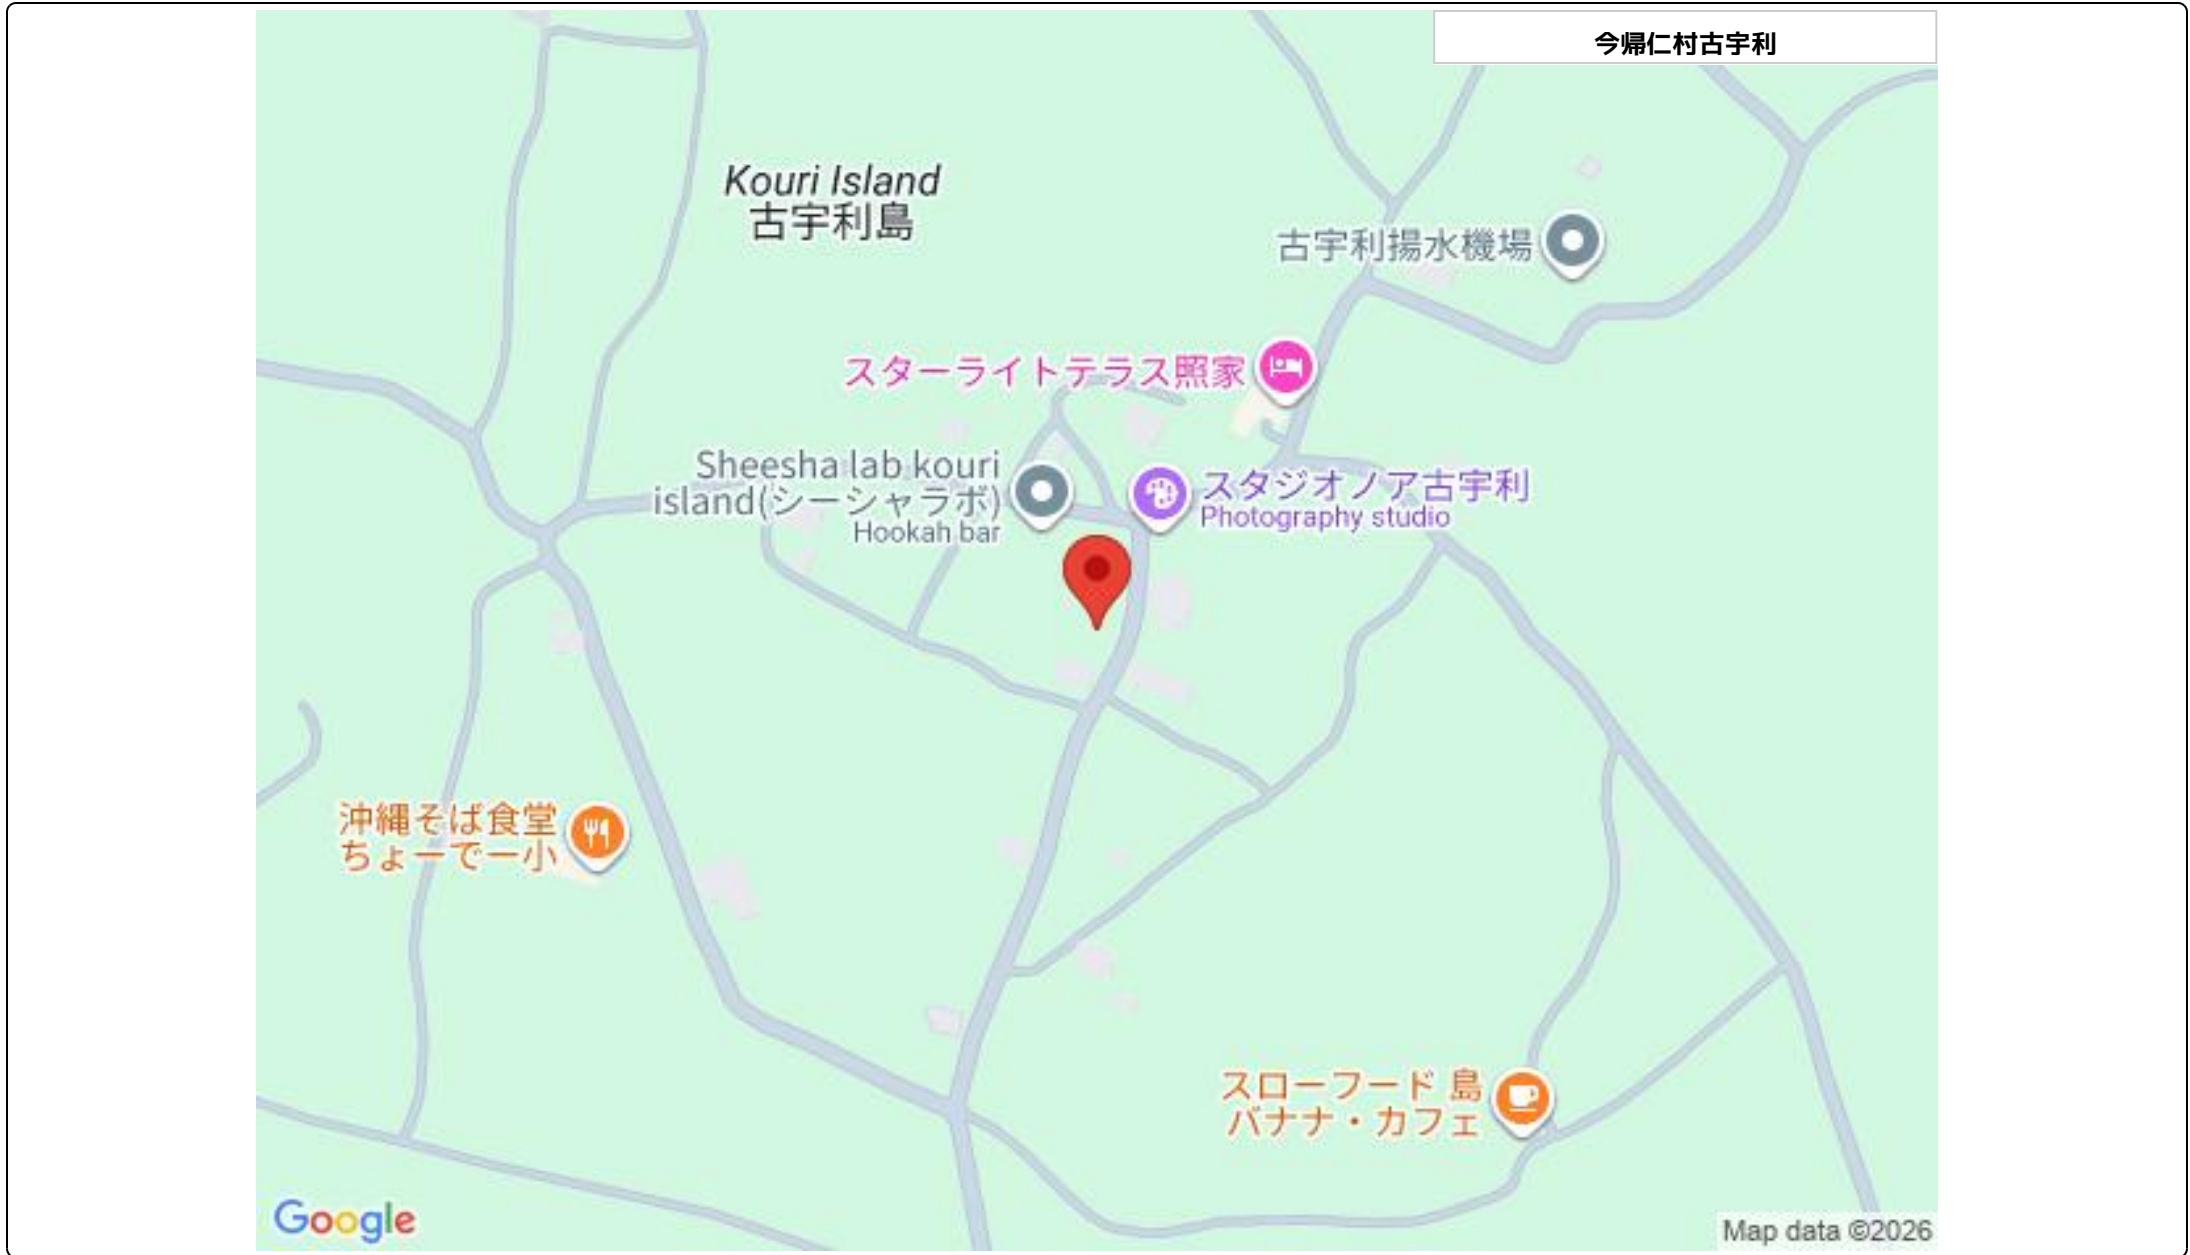 今帰仁村古宇利
Kouri Island
古宇利島
古宇利揚水機場
スターライトテラス照家
Sheesha lab kouri
island(シーシャラボ)
Hookah bar
スタジオノア古宇利
Photography studio
沖縄そば食堂
ちょーでー小
スローフード 島
バナナ・カフェ
Google
Map data ©2026